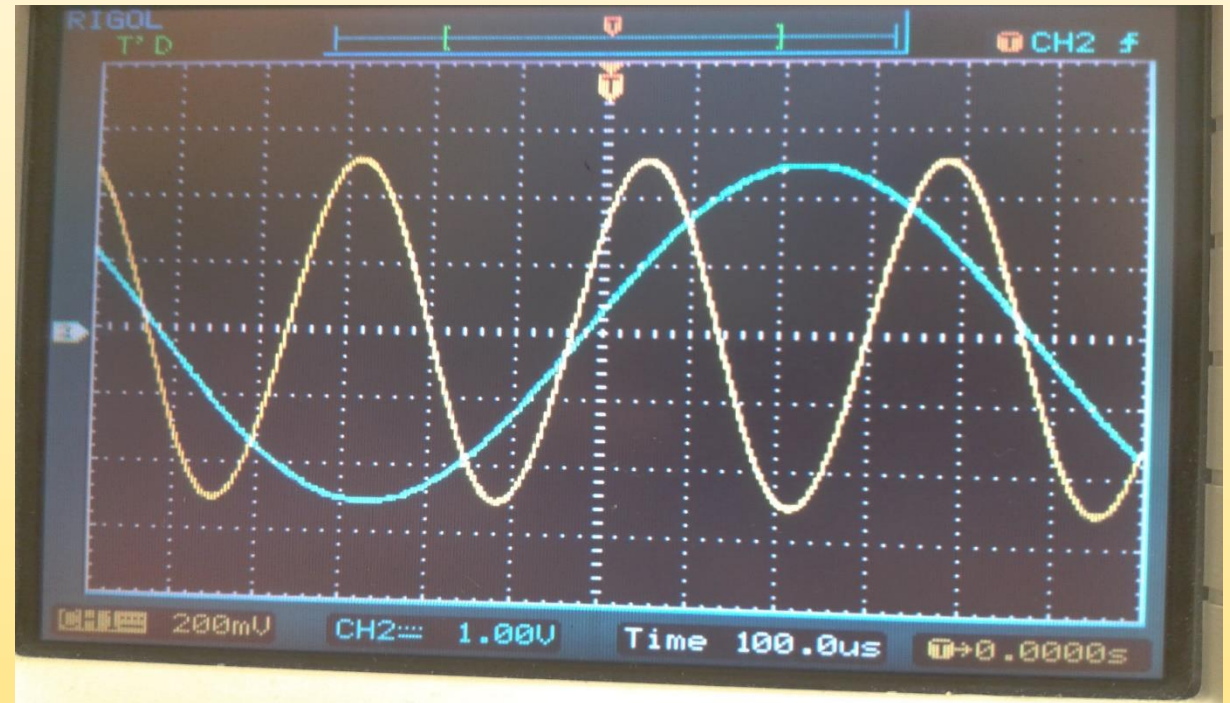 RIGOL
T'D
T CH2
T
CH1 200mV CH2 1.00V Time 100.0us T→0.0000s